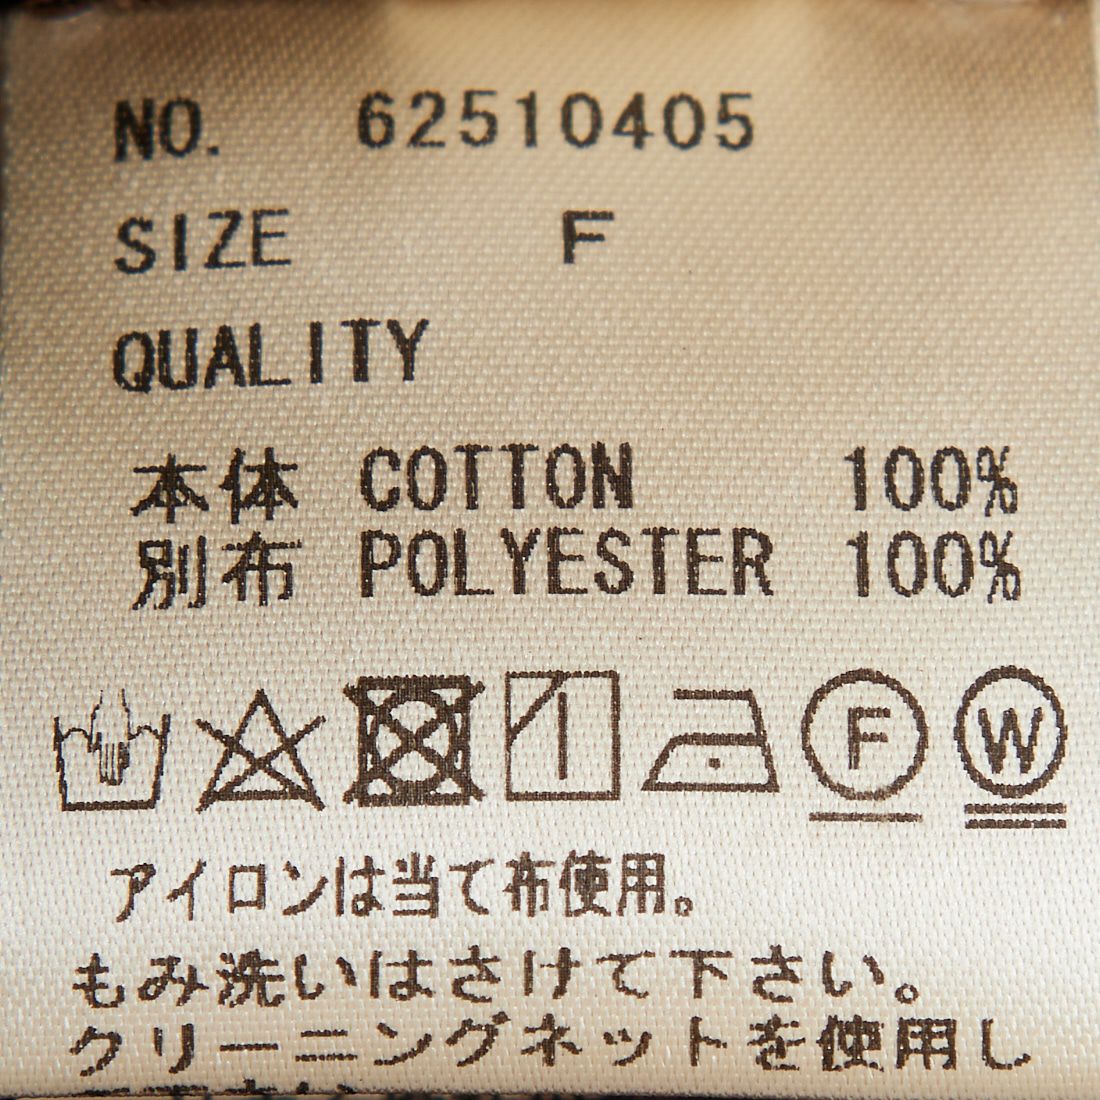 NO. 62510405
SIZE F
QUALITY
本体 COTTON 100%
別布 POLYESTER 100%
F W
アイロンは当て布使用。
もみ洗いはさけて下さい。
クリーニングネットを使用し